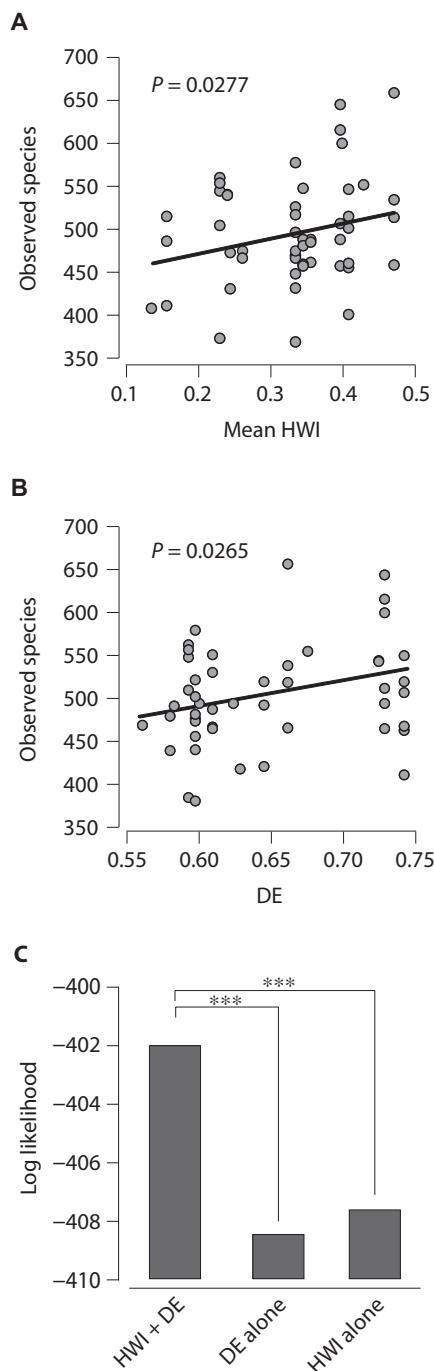 A
700
650
600
550
500
450
400
350
Observed species
P = 0.0277
0.1 0.2 0.3 0.4 0.5
Mean HWI
B
700
650
600
550
500
450
400
350
Observed species
P = 0.0265
0.55 0.60 0.65 0.70 0.75
DE
C
−400
−402
−404
−406
−408
−410
Log likelihood
***
***
HWI + DE
DE alone
HWI alone